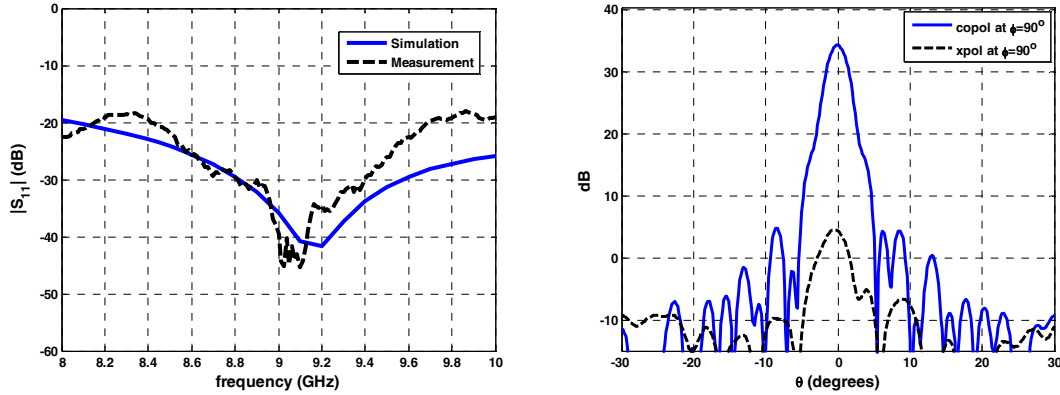 0
-10
-20
-30
-40
-50
-60
|S11| (dB)
Simulation
Measurement
8 8.2 8.4 8.6 8.8 9 9.2 9.4 9.6 9.8 10
frequency (GHz)
40
30
20
10
0
-10
dB
copol at ϕ=90°
xpol at ϕ=90°
-30 -20 -10 0 10 20 30
θ (degrees)